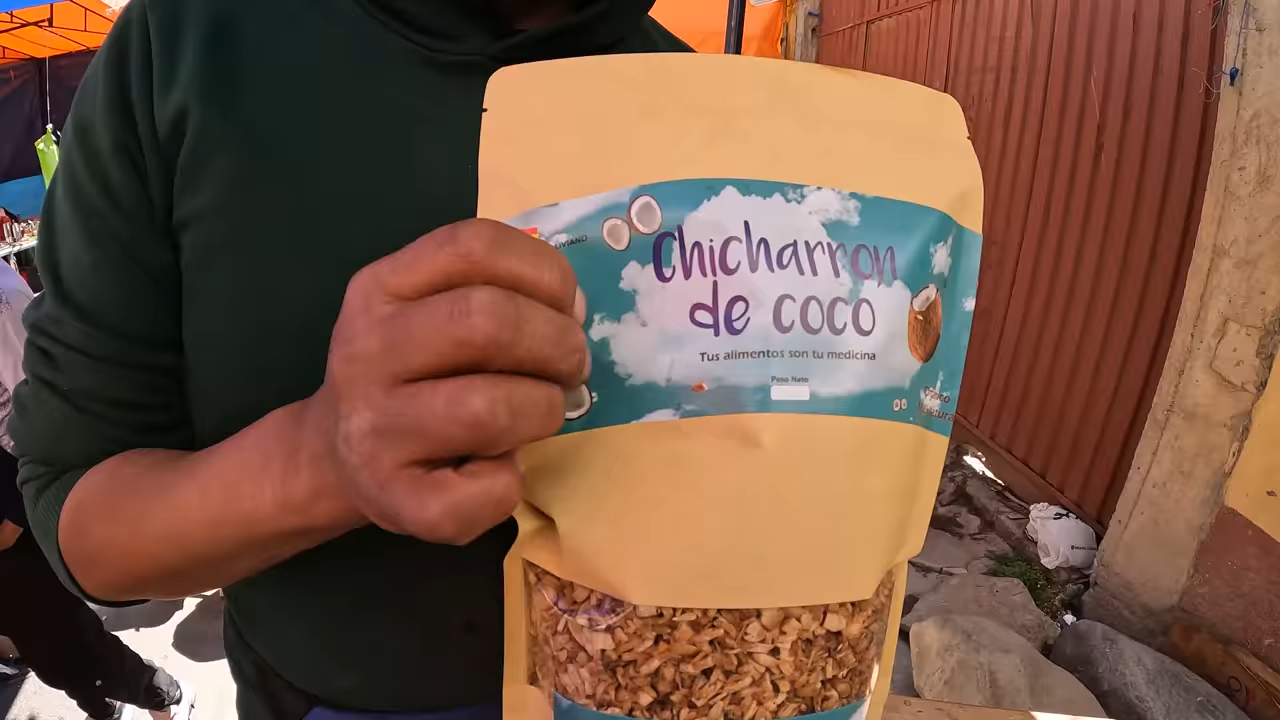 Chicharron
de coco
Tus alimentos son tu medicina
Peso Neto